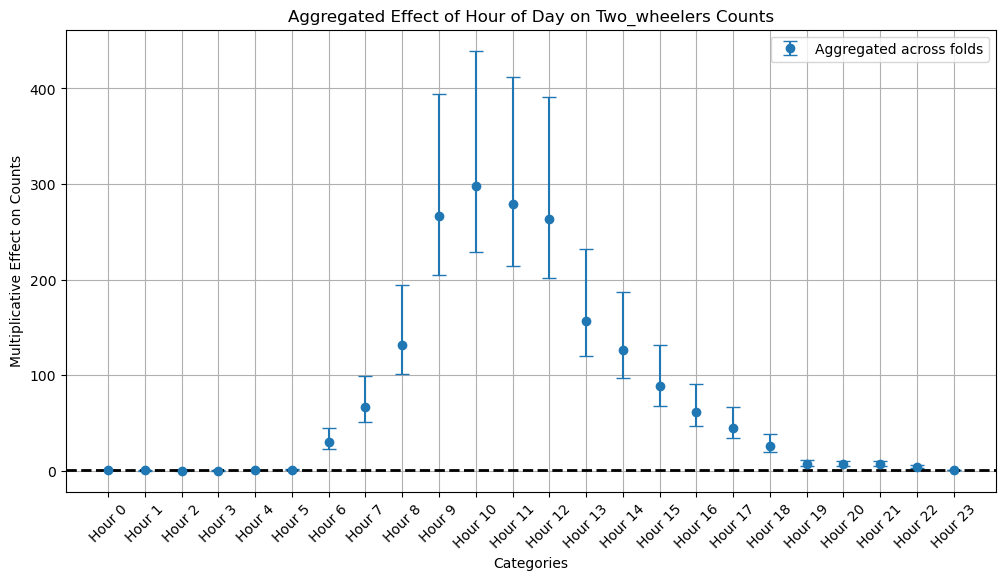 Aggregated Effect of Hour of Day on Two_wheelers Counts
Aggregated across folds
Multiplicative Effect on Counts
400
300
200
100
0
Hour 0
Hour 1
Hour 2
Hour 3
Hour 4
Hour 5
Hour 6
Hour 7
Hour 8
Hour 9
Hour 10
Hour 11
Hour 12
Hour 13
Hour 14
Hour 15
Hour 16
Hour 17
Hour 18
Hour 19
Hour 20
Hour 21
Hour 22
Hour 23
Categories